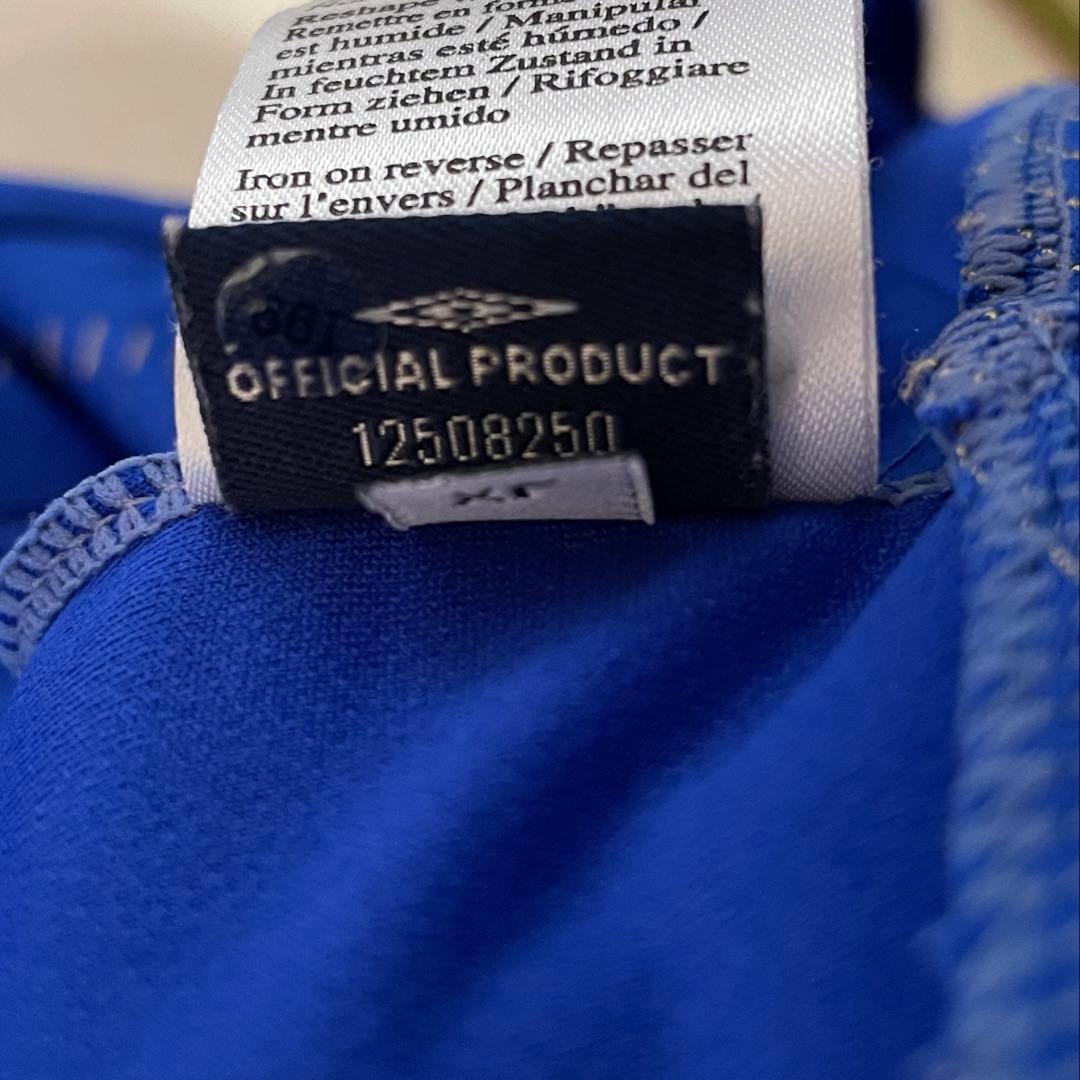 Reshape
Remettre en forme
est humide / Manipular
mientras esté húmedo /
In feuchtem Zustand in
Form ziehen / Rifoggiare
mentre umido
Iron on reverse / Repasser
sur l'envers / Planchar del
OFFICIAL PRODUCT
12508250